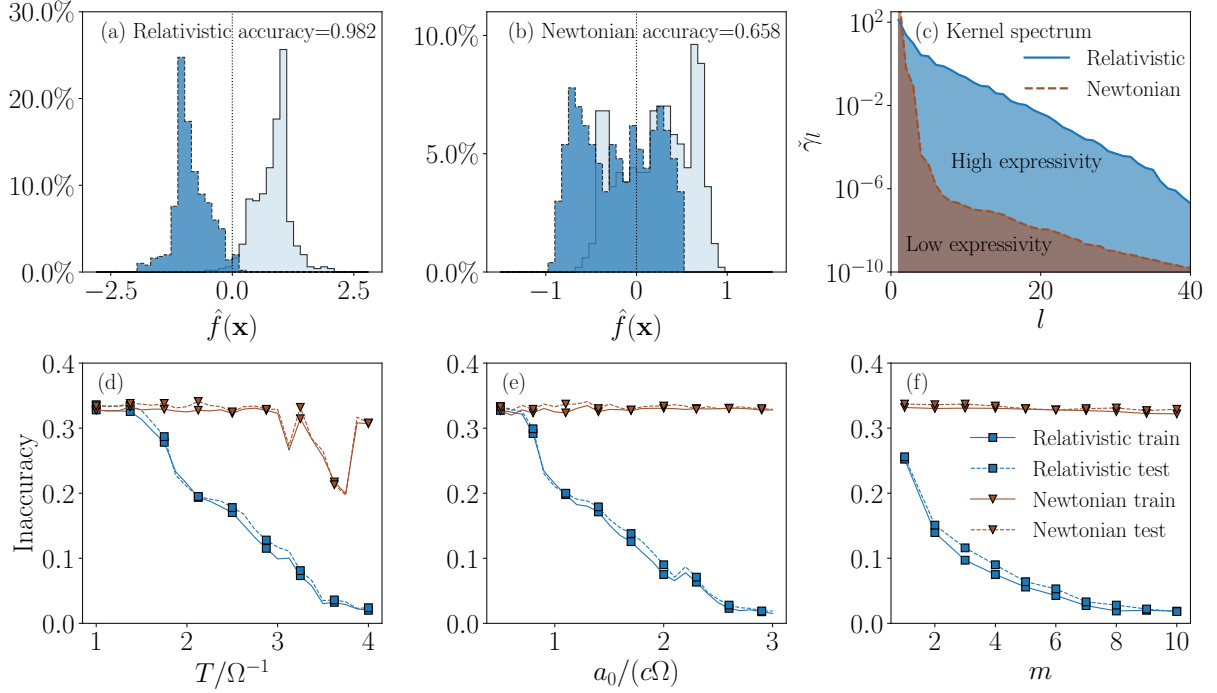 (a) Relativistic accuracy=0.982
30.0%
20.0%
10.0%
0.0%
−2.5
0.0
2.5
f̂(x)
(b) Newtonian accuracy=0.658
10.0%
5.0%
0.0%
−1
0
1
f̂(x)
(c) Kernel spectrum
Relativistic
Newtonian
High expressivity
Low expressivity
10²
10⁻²
10⁻⁶
10⁻¹⁰
γ̌ₗ
0
20
40
l
(d)
Inaccuracy
0.4
0.3
0.2
0.1
0.0
1
2
3
4
T/Ω⁻¹
(e)
0.4
0.3
0.2
0.1
0.0
1
2
3
a₀/(cΩ)
(f)
0.4
0.3
0.2
0.1
0.0
Relativistic train
Relativistic test
Newtonian train
Newtonian test
2
4
6
8
10
m